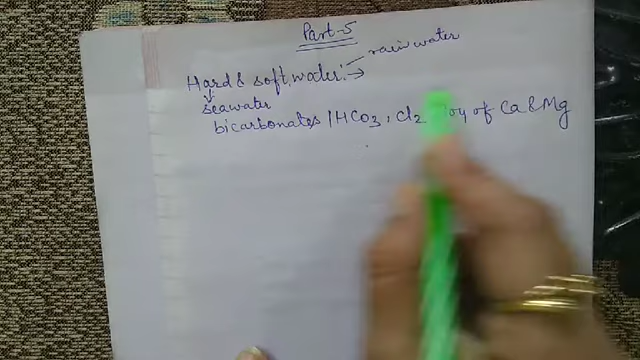 Part-5
rain water
Hard & soft water: →
seawater
bicarbonates / HCO3, Cl2 of Ca & Mg